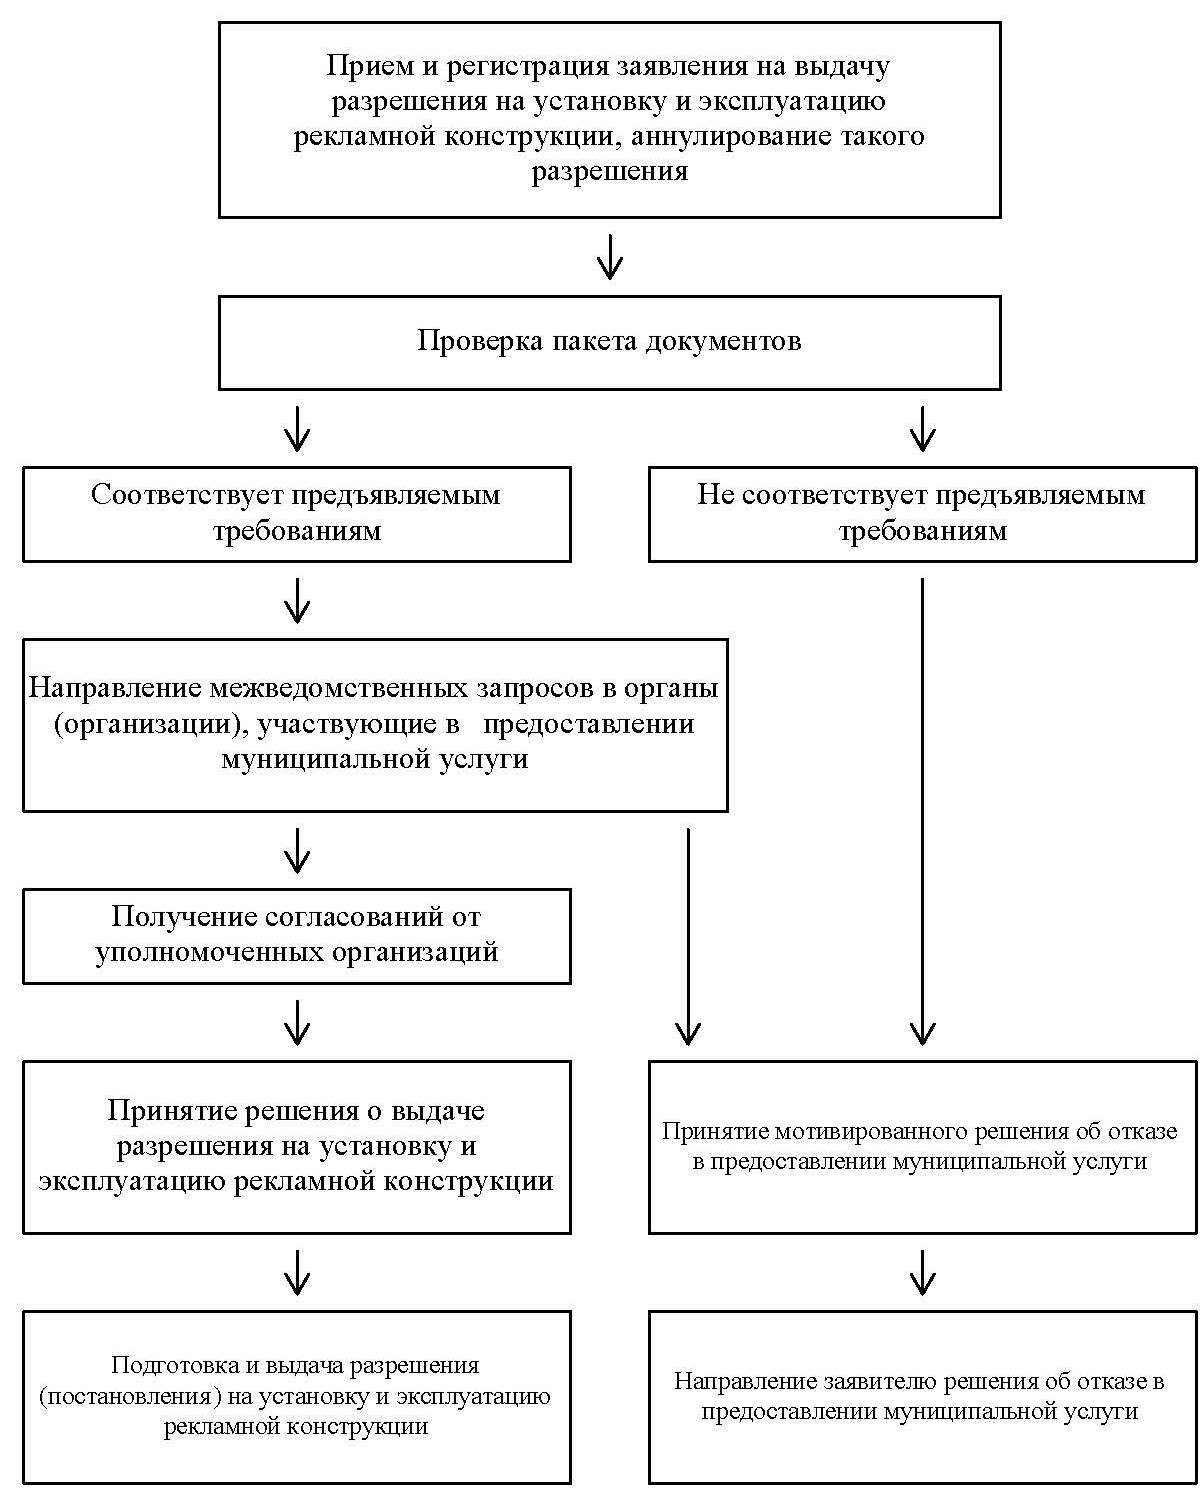 Прием и регистрация заявления на выдачу
разрешения на установку и эксплуатацию
рекламной конструкции, аннулирование такого
разрешения
Проверка пакета документов
Соответствует предъявляемым
требованиям
Не соответствует предъявляемым
требованиям
Направление межведомственных запросов в органы
(организации), участвующие в предоставлении
муниципальной услуги
Получение согласований от
уполномоченных организаций
Принятие решения о выдаче
разрешения на установку и
эксплуатацию рекламной конструкции
Принятие мотивированного решения об отказе
в предоставлении муниципальной услуги
Подготовка и выдача разрешения
(постановления) на установку и эксплуатацию
рекламной конструкции
Направление заявителю решения об отказе в
предоставлении муниципальной услуги